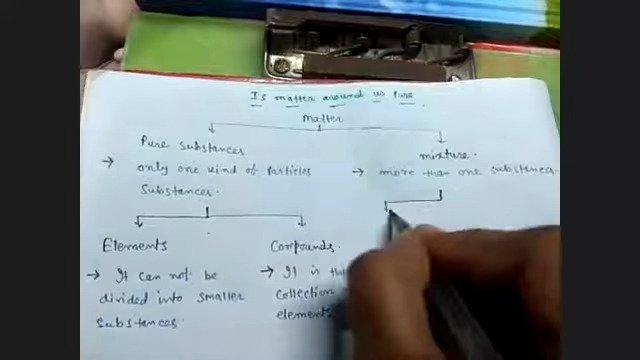 Is matter around us Pure
Matter
Pure Substances
→ only one kind of Particles
Substances.
mixture.
→ more than one substances.
Elements
→ It can not be
divided into smaller
Substances.
Compounds.
→ It is the
collection
elements